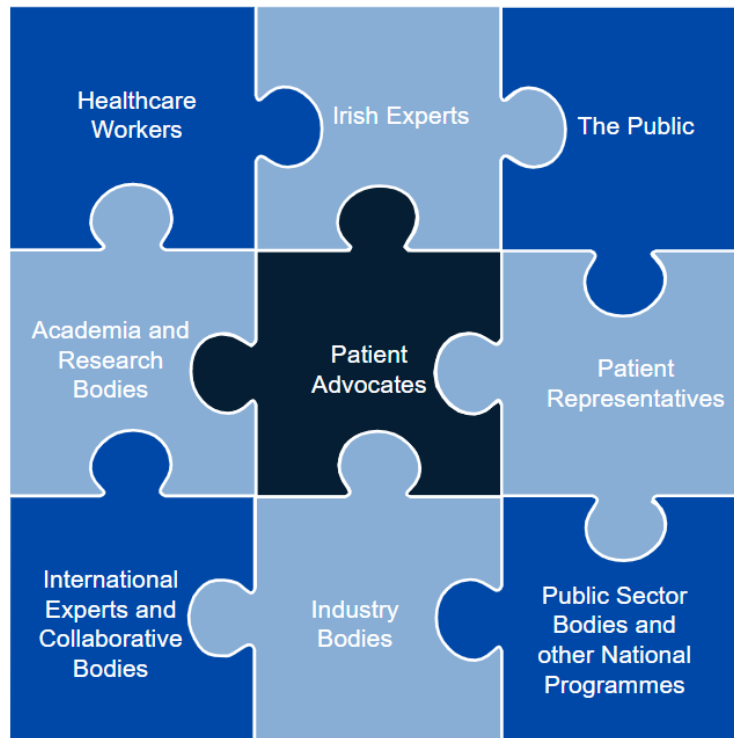 Healthcare
Workers
Irish Experts
The Public
Academia and
Research
Bodies
Patient
Advocates
Patient
Representatives
International
Experts and
Collaborative
Bodies
Industry
Bodies
Public Sector
Bodies and
other National
Programmes